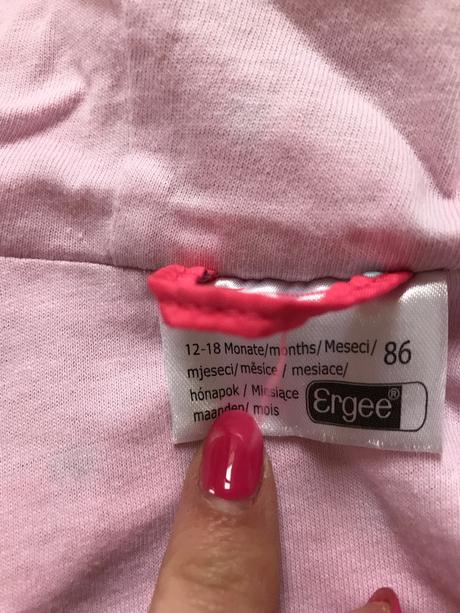 12-18 Monate/months/ Meseci/ 86
mjeseci/měsíce / mesiace/
hónapok / Miesiące
maanden/ mois
Ergee®